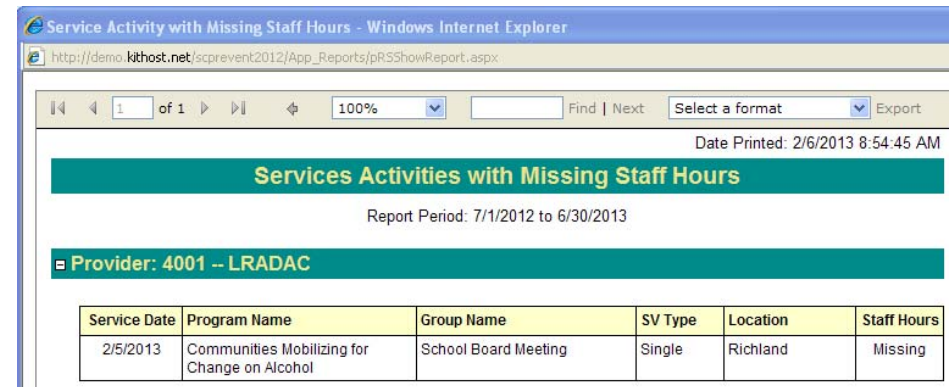 Service Activity with Missing Staff Hours - Windows Internet Explorer
http://demo.kithost.net/scprevent2012/App_Reports/pRSShowReport.aspx
1 of 1 100% Find | Next Select a format Export
Date Printed: 2/6/2013 8:54:45 AM
Services Activities with Missing Staff Hours
Report Period: 7/1/2012 to 6/30/2013
Provider: 4001 -- LRADAC
Service Date Program Name Group Name SV Type Location Staff Hours
2/5/2013 Communities Mobilizing for School Board Meeting Single Richland Missing
Change on Alcohol